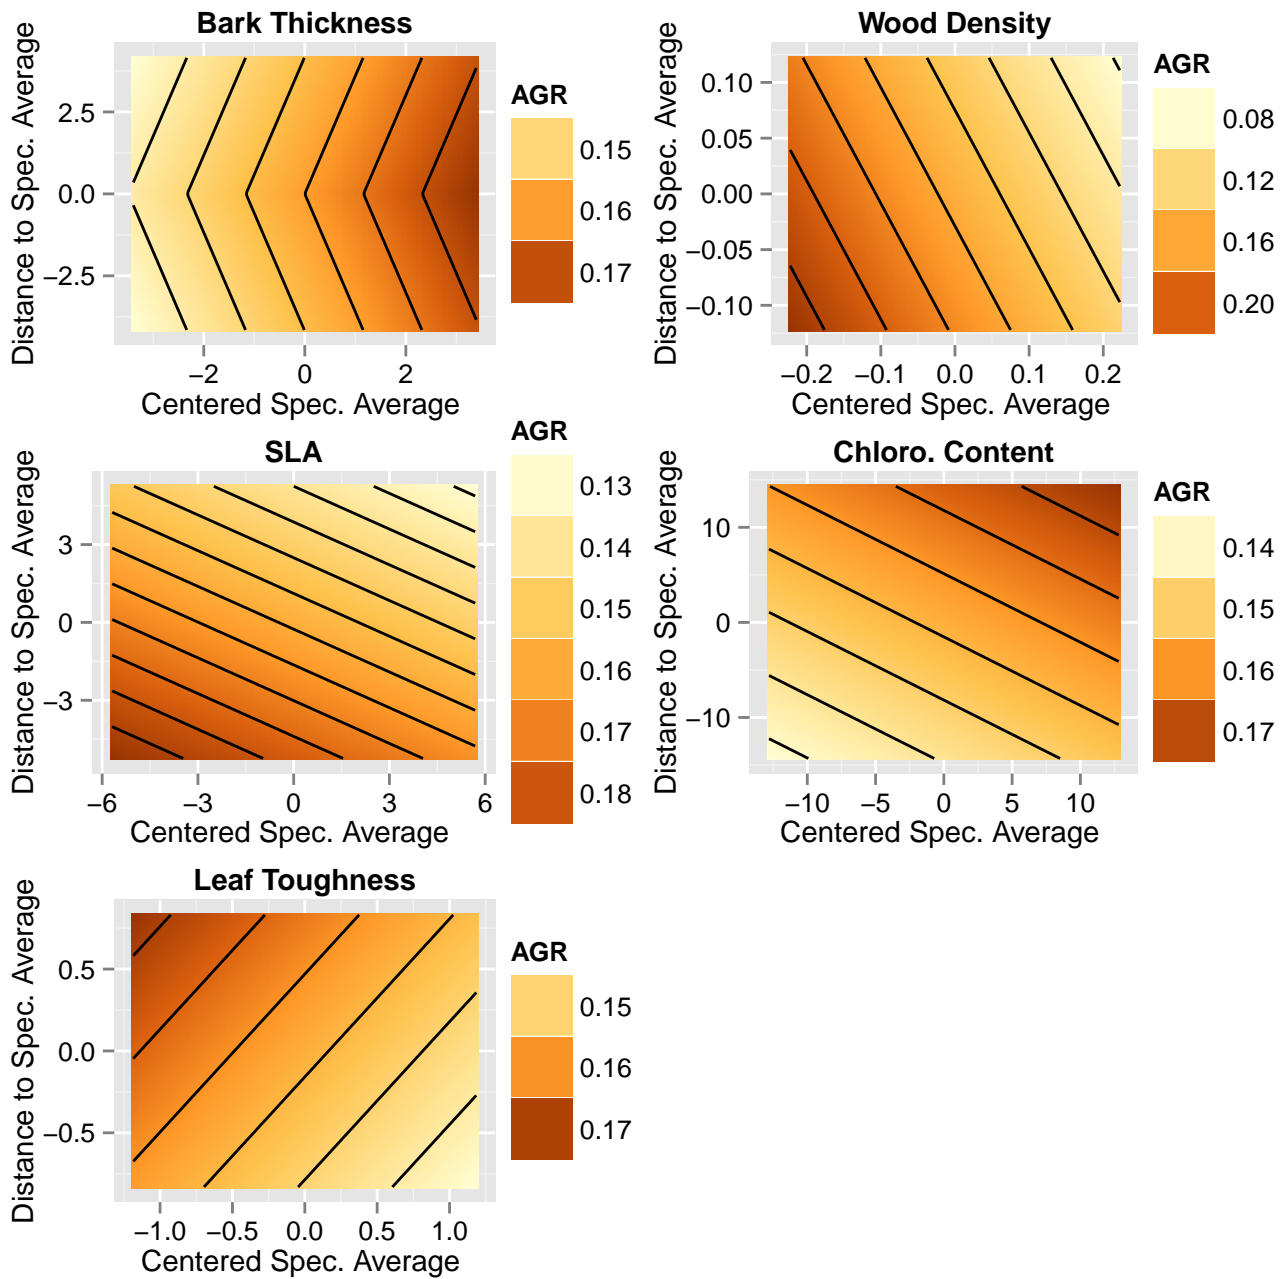 Bark Thickness
Distance to Spec. Average
2.5
0.0
−2.5
−2 0 2
Centered Spec. Average
AGR
0.15
0.16
0.17
Wood Density
Distance to Spec. Average
0.10
0.05
0.00
−0.05
−0.10
−0.2 −0.1 0.0 0.1 0.2
Centered Spec. Average
AGR
0.08
0.12
0.16
0.20
SLA
Distance to Spec. Average
3
0
−3
−6 −3 0 3 6
Centered Spec. Average
AGR
0.13
0.14
0.15
0.16
0.17
0.18
Chloro. Content
Distance to Spec. Average
10
0
−10
−10 −5 0 5 10
Centered Spec. Average
AGR
0.14
0.15
0.16
0.17
Leaf Toughness
Distance to Spec. Average
0.5
0.0
−0.5
−1.0 −0.5 0.0 0.5 1.0
Centered Spec. Average
AGR
0.15
0.16
0.17